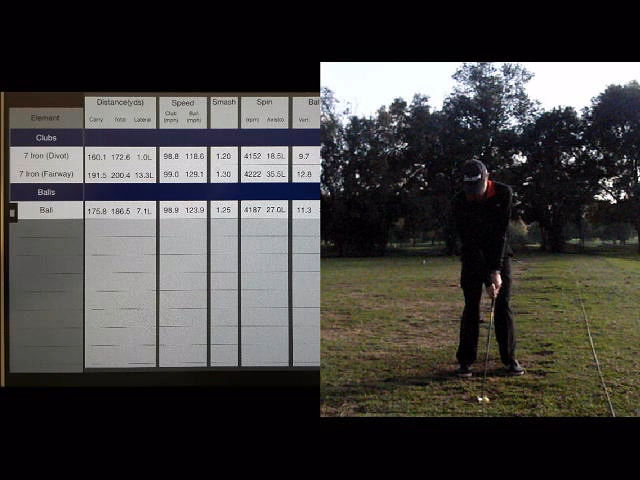 Distance(yds) Speed Smash Spin Bal
Element Carry Total Lateral Club (mph) Ball (mph) (rpm) Axis(o) Vert.
Clubs
7 Iron (Divot) 160.1 172.6 1.0L 98.8 118.6 1.20 4152 18.5L 9.7
7 Iron (Fairway) 191.5 200.4 13.3L 99.0 129.1 1.30 4222 35.5L 12.8
Balls
Ball 175.8 186.5 7.1L 98.9 123.9 1.25 4187 27.0L 11.3